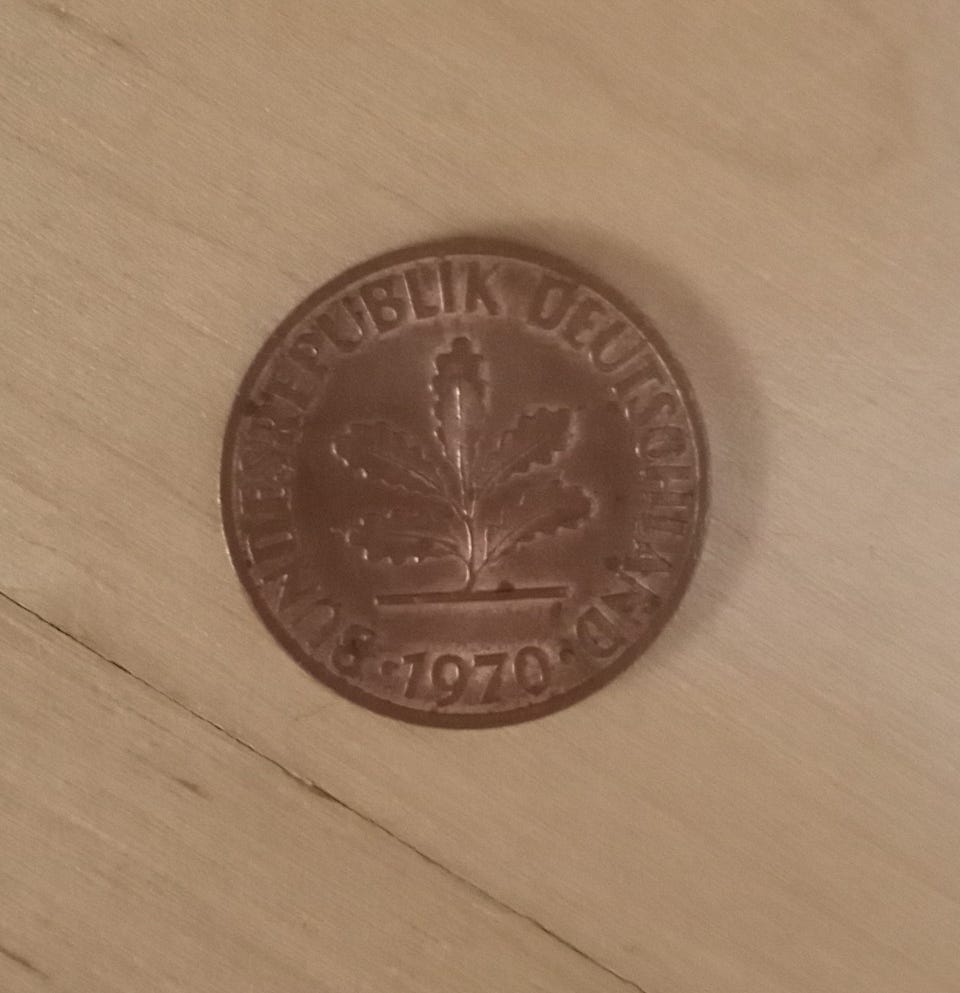 BUNDESREPUBLIK DEUTSCHLAND
·1970·